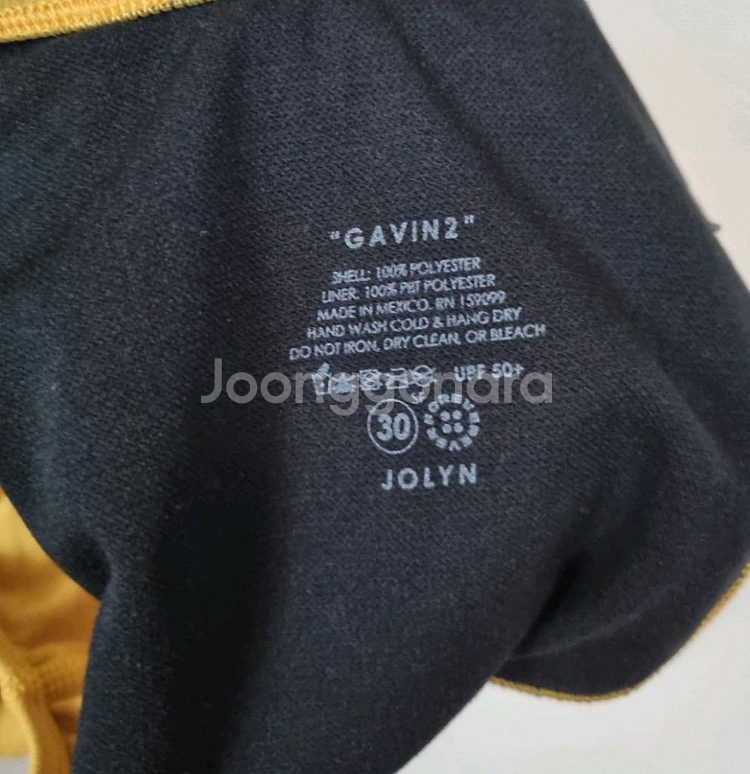 "GAVIN2"
SHELL: 100% POLYESTER
LINER: 100% PBT POLYESTER
MADE IN MEXICO. RN 159099
HAND WASH COLD & HANG DRY
DO NOT IRON, DRY CLEAN, OR BLEACH
UPF 50+
Joonggonara
30
JOLYN